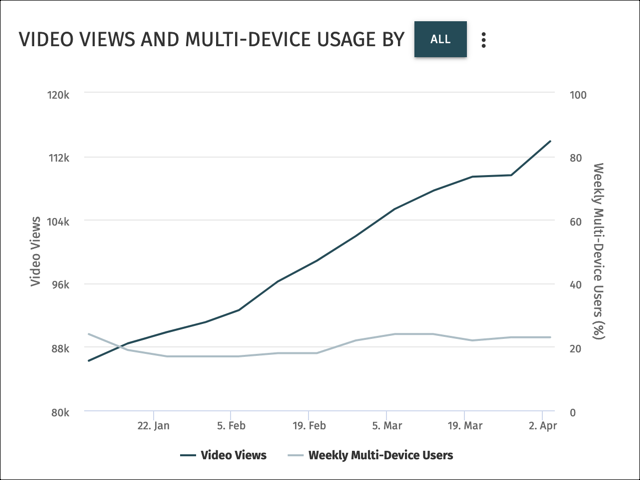 VIDEO VIEWS AND MULTI-DEVICE USAGE BY ALL
120k 100
112k 80
104k 60
96k 40
88k 20
80k 0
Video Views
Weekly Multi-Device Users (%)
22. Jan 5. Feb 19. Feb 5. Mar 19. Mar 2. Apr
Video Views Weekly Multi-Device Users